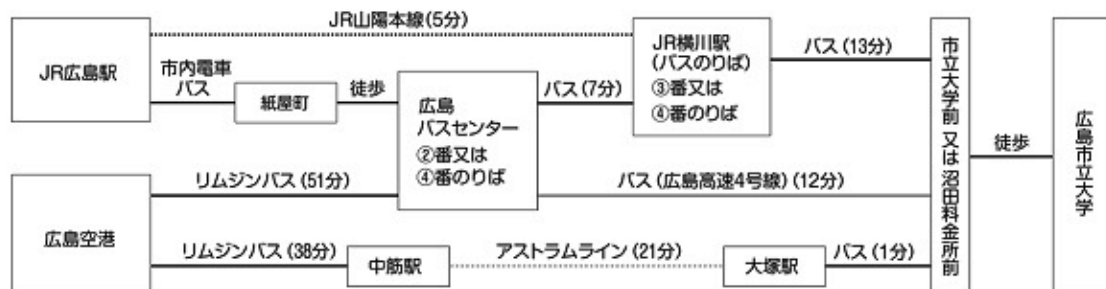 JR山陽本線(5分)
JR広島駅
市内電車
バス
紙屋町
徒歩
広島
バスセンター
②番又は
④番のりば
バス(7分)
JR横川駅
(バスのりば)
③番又は
④番のりば
バス(13分)
市立大学前 又は 沼田料金所前
徒歩
広島市立大学
広島空港
リムジンバス(51分)
バス(広島高速4号線)(12分)
リムジンバス(38分)
中筋駅
アストラムライン(21分)
大塚駅
バス(1分)